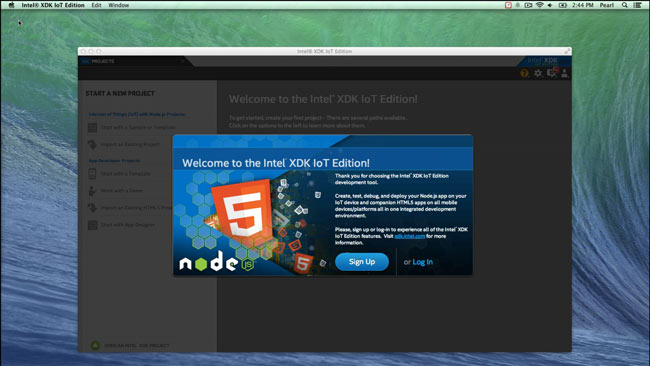 Intel® XDK IoT Edition Edit Window
2:44 PM Pearl
Intel® XDK IoT Edition
PROJECTS
Intel XDK
START A NEW PROJECT
Internet of Things (IoT) with Node.js Projects
Start with a Sample or Template
Import an Existing Project
App Developer Projects
Start with a Template
Work with a Demo
Import an Existing HTML5 Pro
Start with App Designer
OPEN AN INTEL XDK PROJECT
Welcome to the Intel® XDK IoT Edition!
To get started, create your first project - There are several paths available.
Click on the options to the left to learn more about them.
Welcome to the Intel® XDK IoT Edition!
Thank you for choosing the Intel® XDK IoT Edition
development tool.
Create, test, debug, and deploy your Node.js app on your
IoT device and companion HTML5 apps on all mobile
devices/platforms all in one integrated development
environment.
Please, sign up or log-in to experience all of the Intel® XDK
IoT Edition features. Visit xdk.intel.com for more
information.
Sign Up
or Log In
node
JS
5